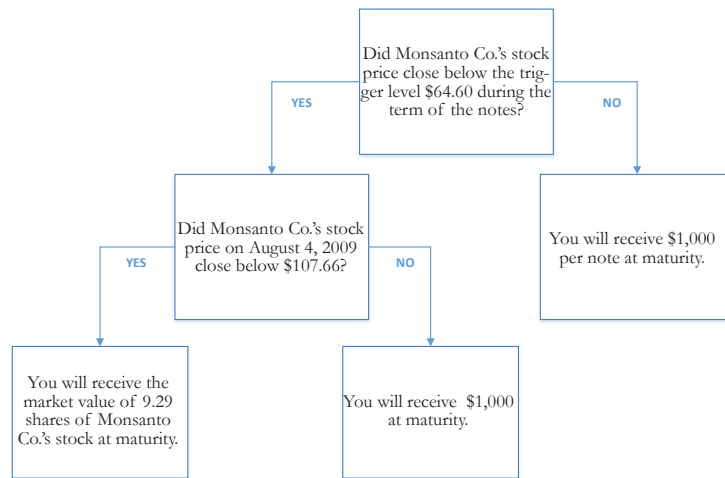 Did Monsanto Co.'s stock
price close below the trig-
ger level $64.60 during the
term of the notes?
YES
NO
Did Monsanto Co.'s stock
price on August 4, 2009
close below $107.66?
You will receive $1,000
per note at maturity.
YES
NO
You will receive the
market value of 9.29
shares of Monsanto
Co.'s stock at maturity.
You will receive $1,000
at maturity.